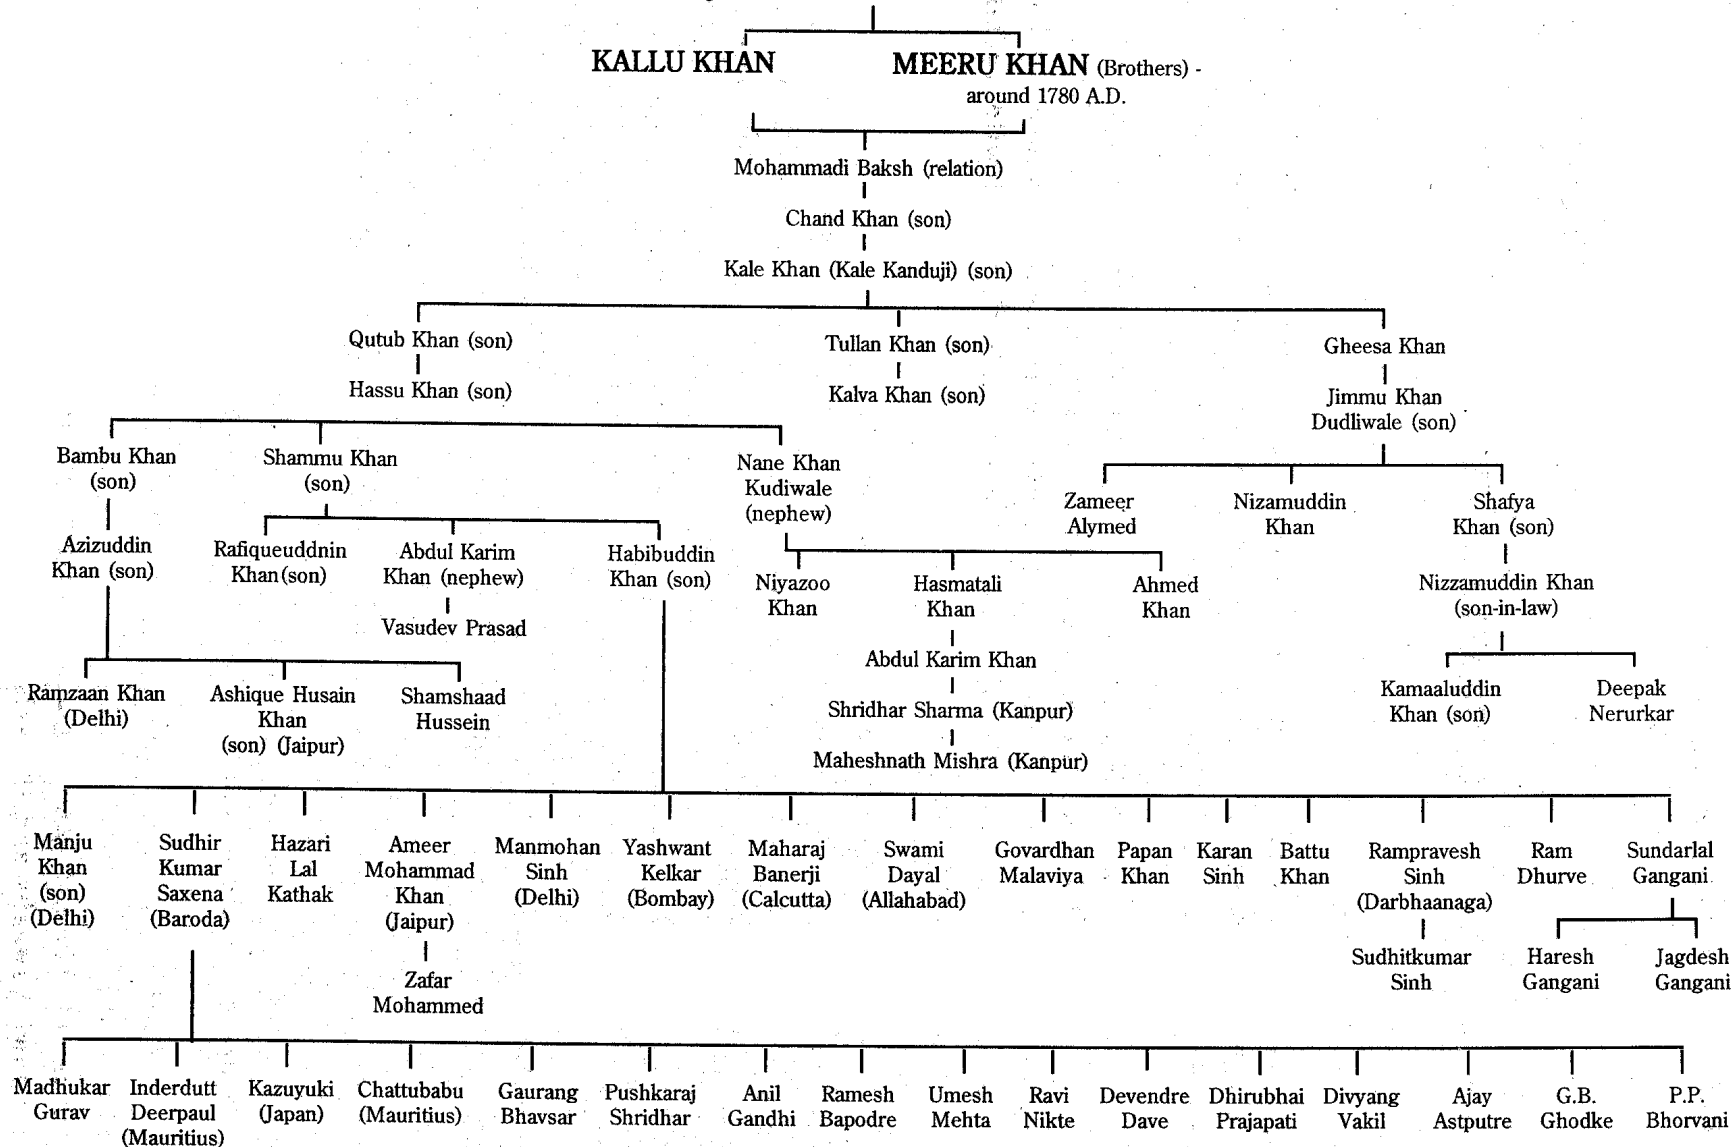 KALLU KHAN
MEERU KHAN (Brothers) -
around 1780 A.D.
Mohammadi Baksh (relation)
Chand Khan (son)
Kale Khan (Kale Kanduji) (son)
Qutub Khan (son)
Hassu Khan (son)
Tullan Khan (son)
Kalva Khan (son)
Gheesa Khan
Jimmu Khan
Dudliwale (son)
Bambu Khan
(son)
Shammu Khan
(son)
Nane Khan
Kudiwale
(nephew)
Zameer
Alymed
Nizamuddin
Khan
Shafya
Khan (son)
Azizuddin
Khan (son)
Rafiqueuddnin
Khan(son)
Abdul Karim
Khan (nephew)
Vasudev Prasad
Habibuddin
Khan (son)
Niyazoo
Khan
Hasmatali
Khan
Ahmed
Khan
Nizzamuddin Khan
(son-in-law)
Abdul Karim Khan
Shridhar Sharma (Kanpur)
Maheshnath Mishra (Kanpur)
Ramzaan Khan
(Delhi)
Ashique Husain
Khan
(son) (Jaipur)
Shamshaad
Hussein
Kamaaluddin
Khan (son)
Deepak
Nerurkar
Manju
Khan
(son)
(Delhi)
Sudhir
Kumar
Saxena
(Baroda)
Hazari
Lal
Kathak
Ameer
Mohammad
Khan
(Jaipur)
Zafar
Mohammed
Manmohan
Sinh
(Delhi)
Yashwant
Kelkar
(Bombay)
Maharaj
Banerji
(Calcutta)
Swami
Dayal
(Allahabad)
Govardhan
Malaviya
Papan
Khan
Karan
Sinh
Battu
Khan
Rampravesh
Sinh
(Darbhaanaga)
Sudhitkumar
Sinh
Ram
Dhurve
Sundarlal
Gangani
Haresh
Gangani
Jagdesh
Gangani
Madhukar
Gurav
Inderdutt
Deerpaul
(Mauritius)
Kazuyuki
(Japan)
Chattubabu
(Mauritius)
Gaurang
Bhavsar
Pushkaraj
Shridhar
Anil
Gandhi
Ramesh
Bapodre
Umesh
Mehta
Ravi
Nikte
Devendre
Dave
Dhirubhai
Prajapati
Divyang
Vakil
Ajay
Astputre
G.B.
Ghodke
P.P.
Bhorvani